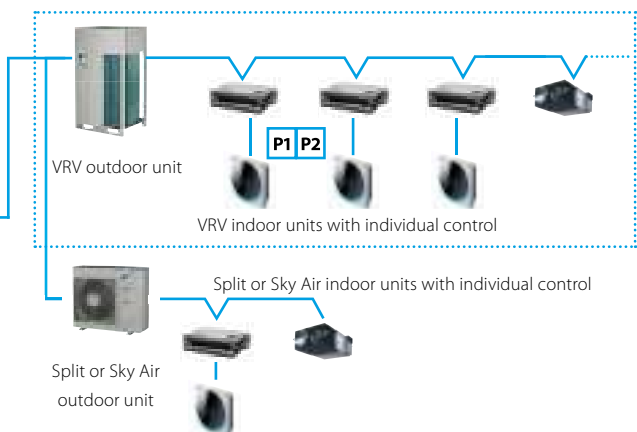 P1 P2
VRV outdoor unit
VRV indoor units with individual control
Split or Sky Air indoor units with individual control
Split or Sky Air
outdoor unit